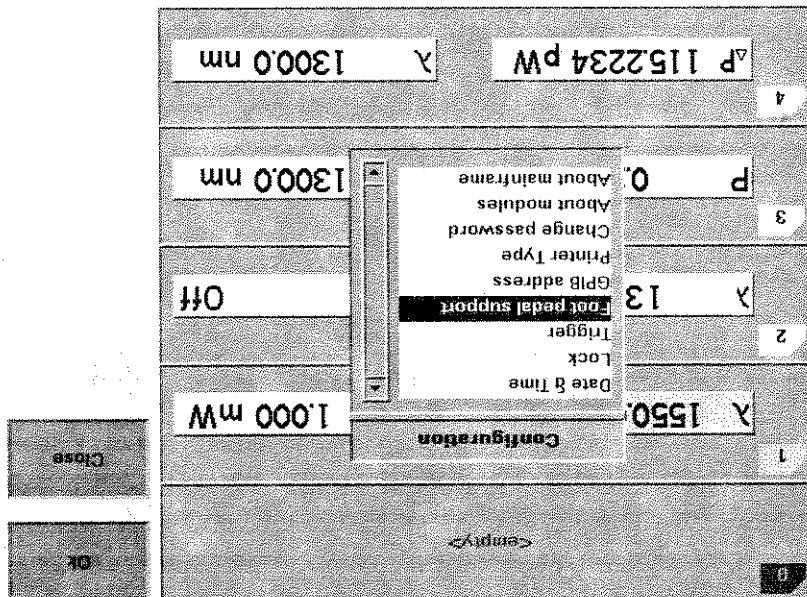 0
<empty>
Ok
1
λ 1550.
1.000 mW
Close
Configuration
Date & Time
Lock
Trigger
Foot pedal support
GPIB address
Printer Type
Change password
About modules
About mainframe
2
λ 13
Off
3
P 0.
1300.0 nm
4
△P 115.2234 pW
λ 1300.0 nm